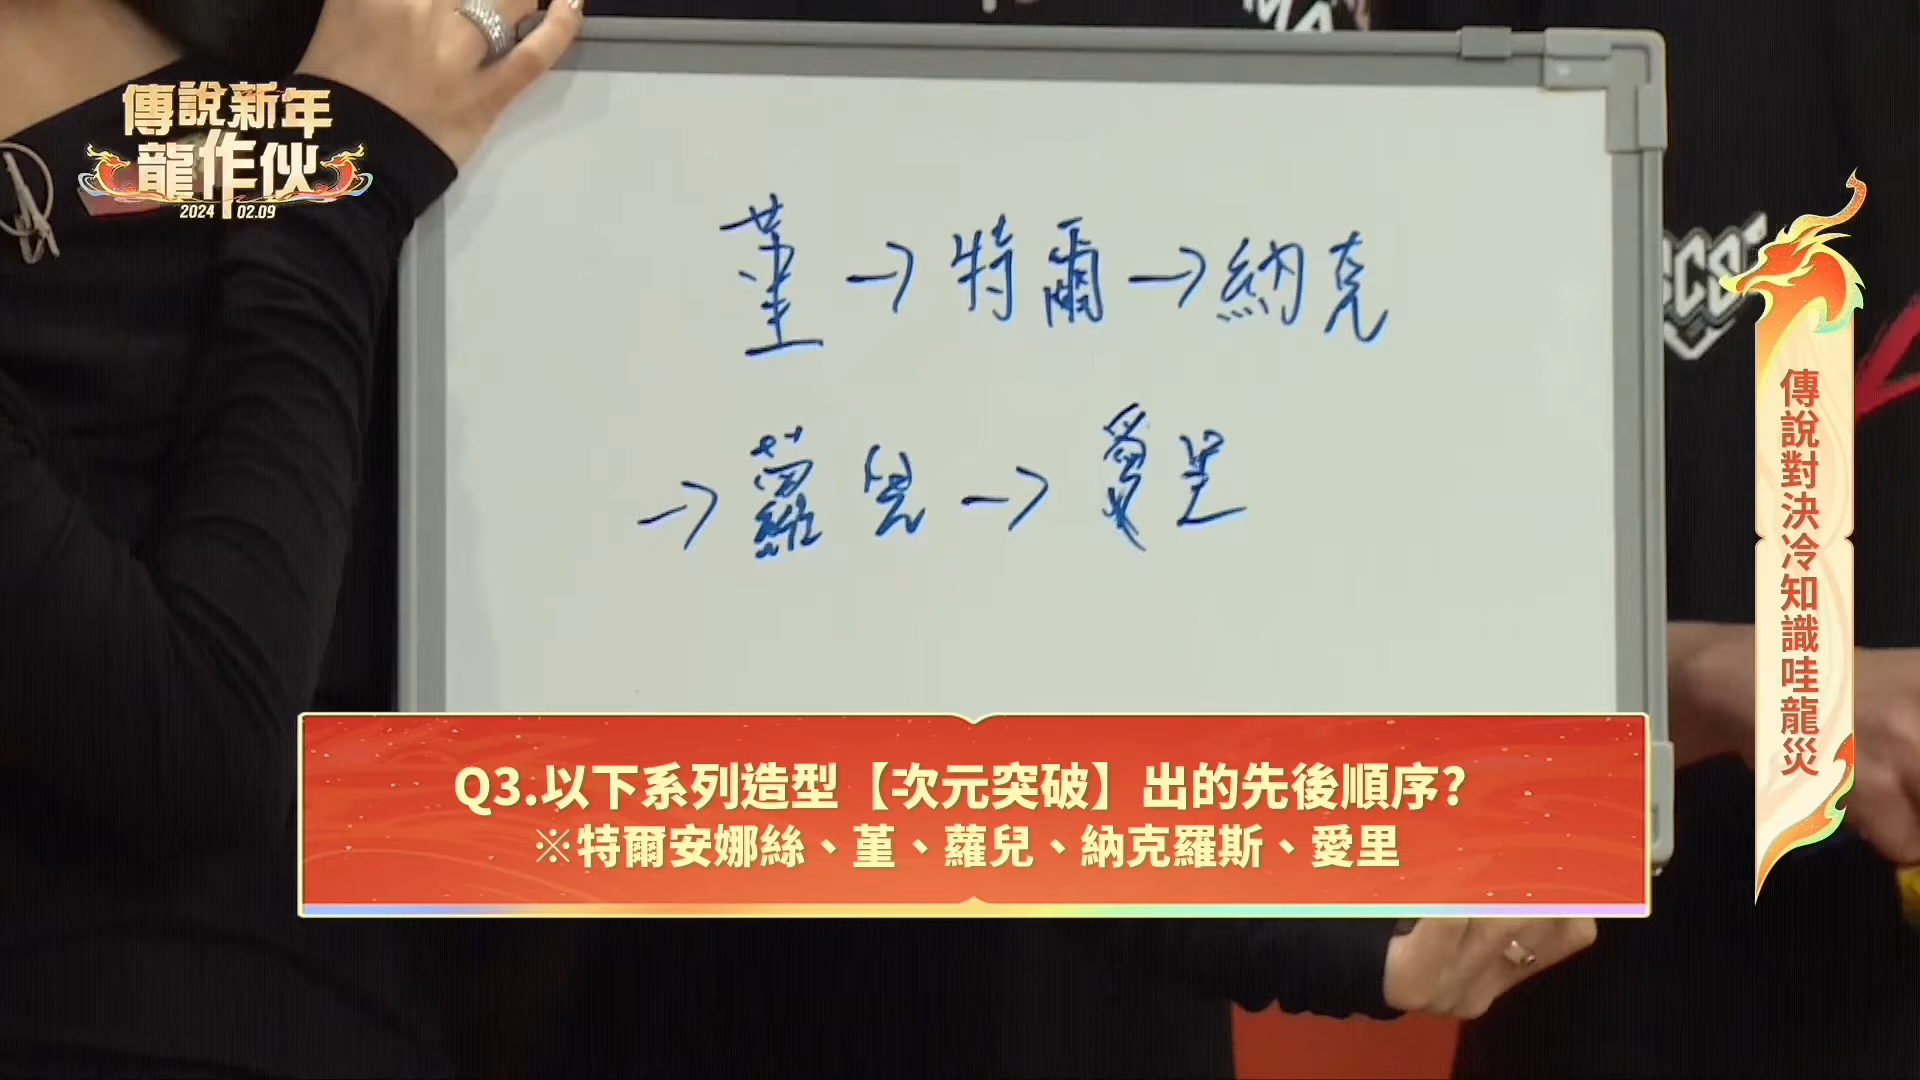 傳說新年
龍作伙
2024 02.09
堇→特爾→納克
→蘿兒→愛里
傳說對決冷知識哇龍災
Q3.以下系列造型【次元突破】出的先後順序?
※特爾安娜絲、堇、蘿兒、納克羅斯、愛里